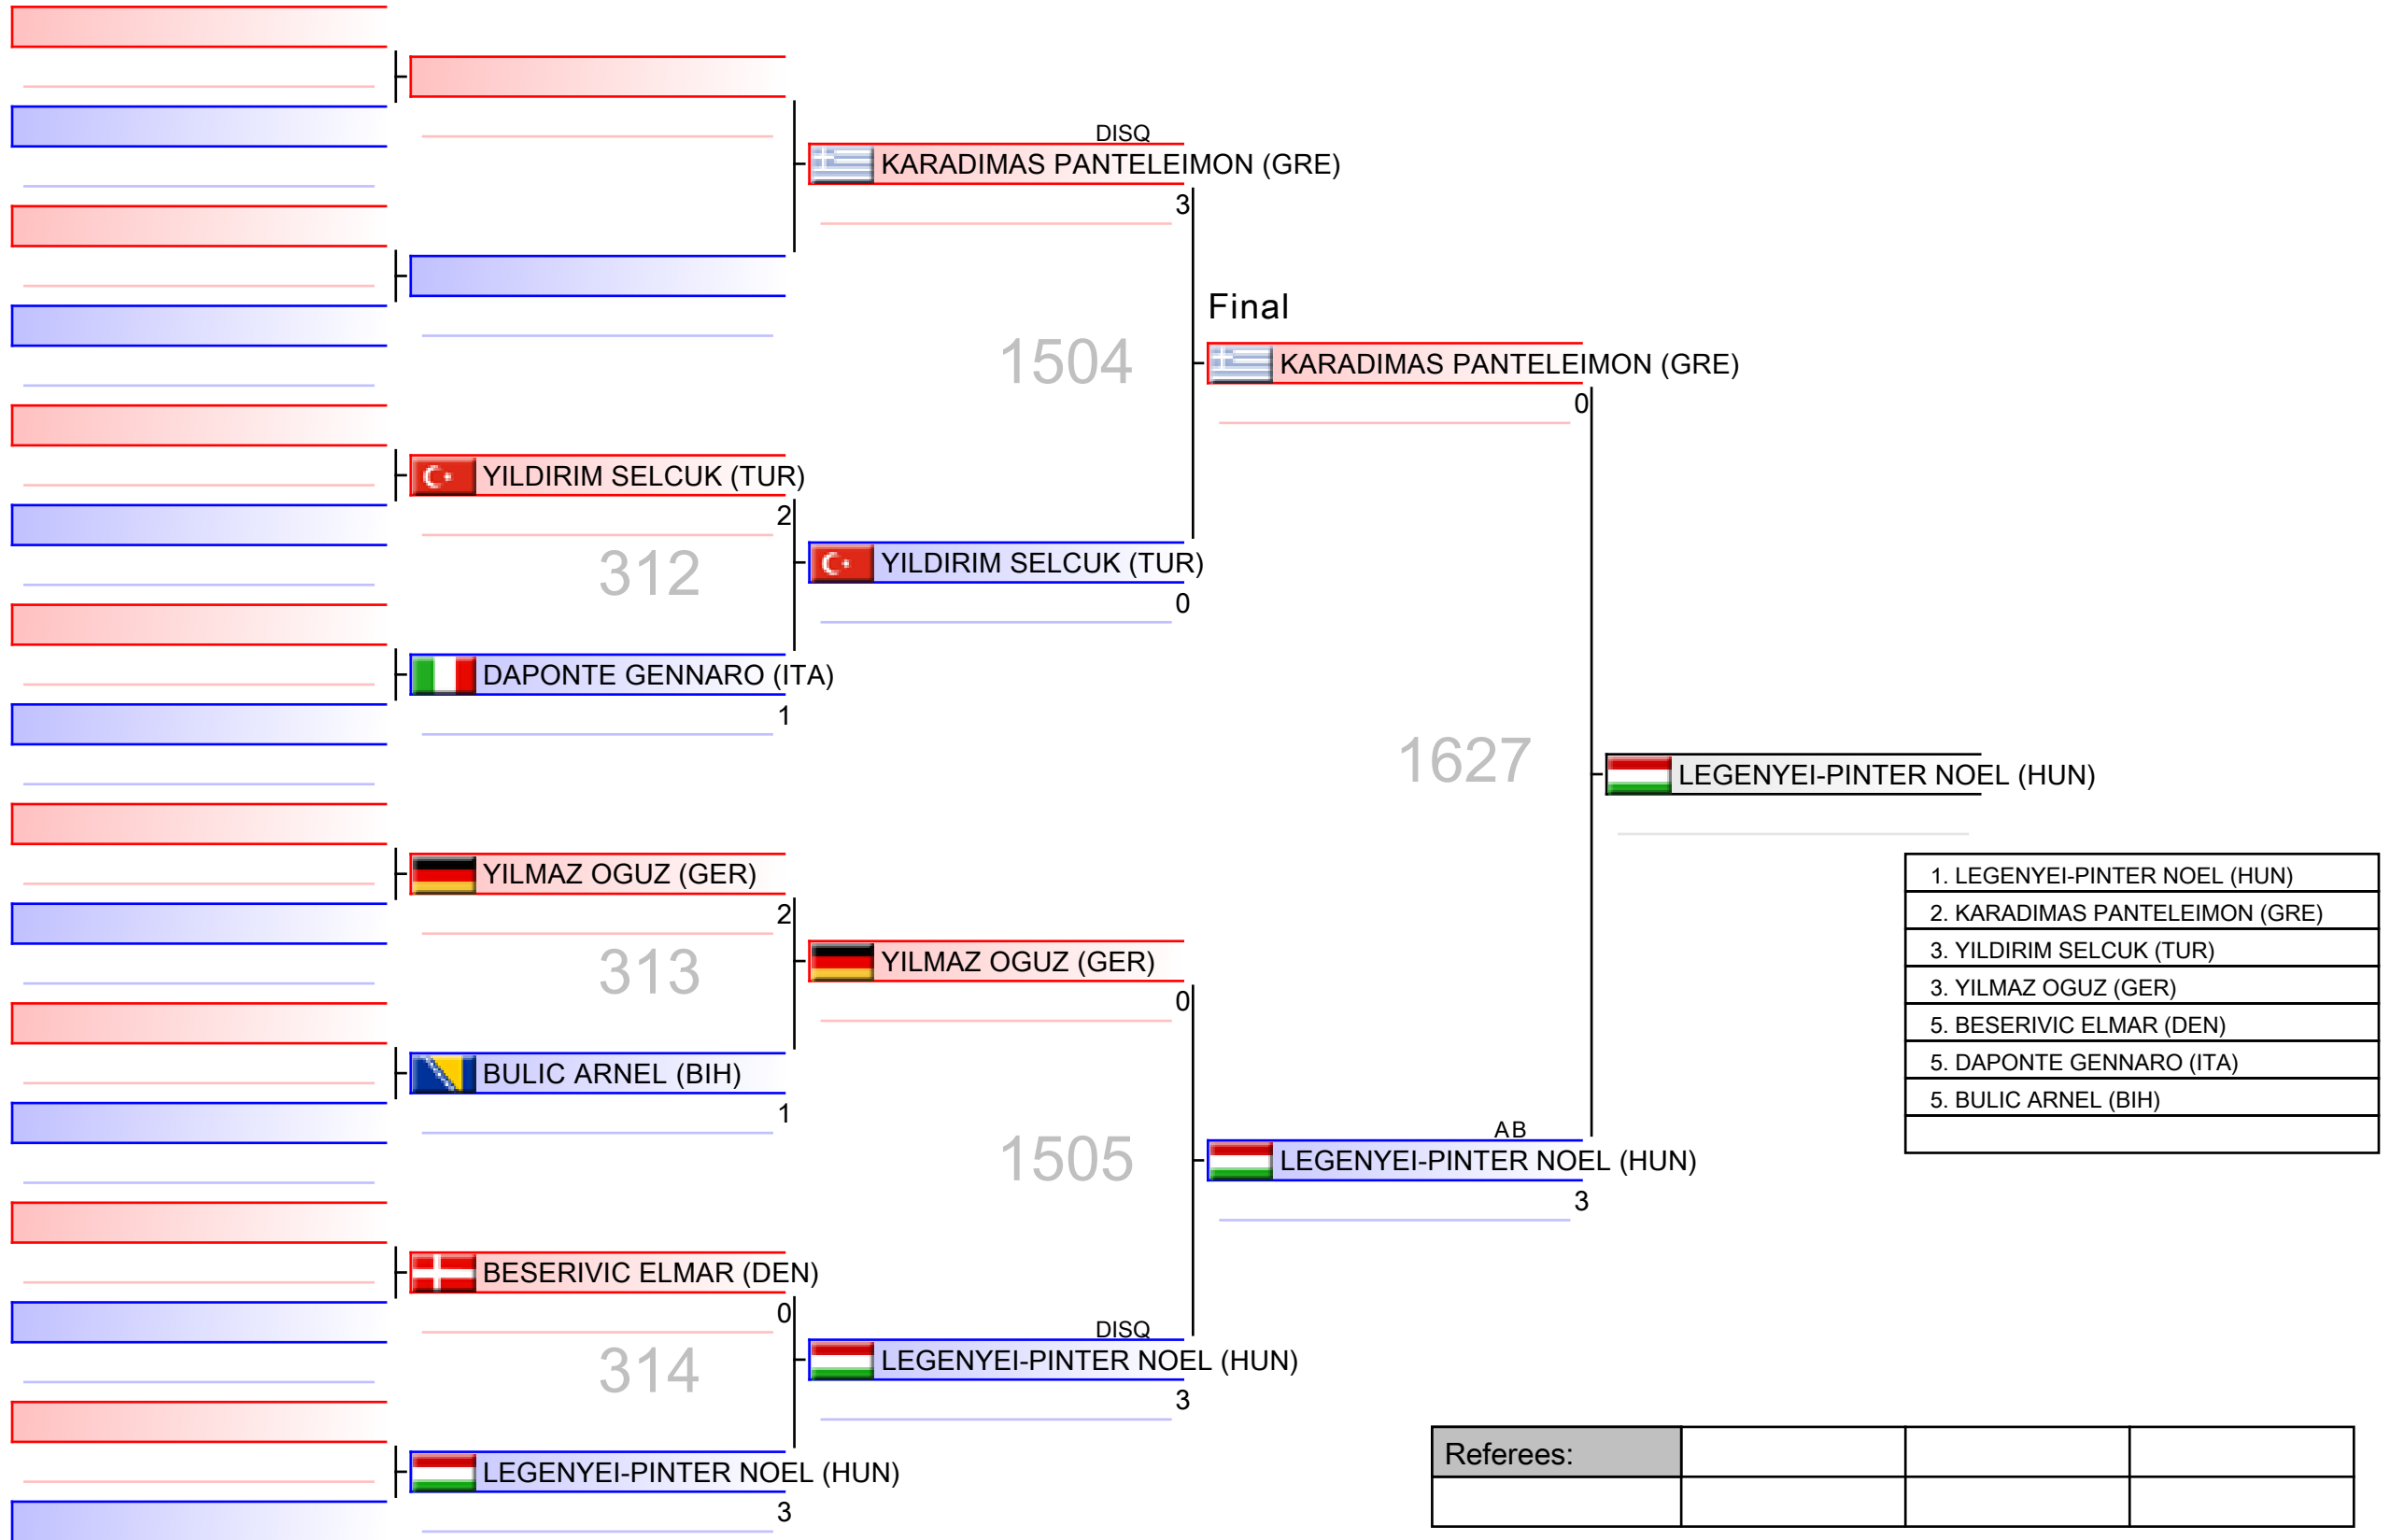 DISQ
KARADIMAS PANTELEIMON (GRE)
3
Final
1504
KARADIMAS PANTELEIMON (GRE)
0
YILDIRIM SELCUK (TUR)
2
312
YILDIRIM SELCUK (TUR)
0
DAPONTE GENNARO (ITA)
1
1627
LEGENYEI-PINTER NOEL (HUN)
YILMAZ OGUZ (GER)
2
313
YILMAZ OGUZ (GER)
0
BULIC ARNEL (BIH)
1
1505
AB
LEGENYEI-PINTER NOEL (HUN)
3
1. LEGENYEI-PINTER NOEL (HUN)
2. KARADIMAS PANTELEIMON (GRE)
3. YILDIRIM SELCUK (TUR)
3. YILMAZ OGUZ (GER)
5. BESERIVIC ELMAR (DEN)
5. DAPONTE GENNARO (ITA)
5. BULIC ARNEL (BIH)
BESERIVIC ELMAR (DEN)
0
314
DISQ
LEGENYEI-PINTER NOEL (HUN)
3
LEGENYEI-PINTER NOEL (HUN)
3
Referees: